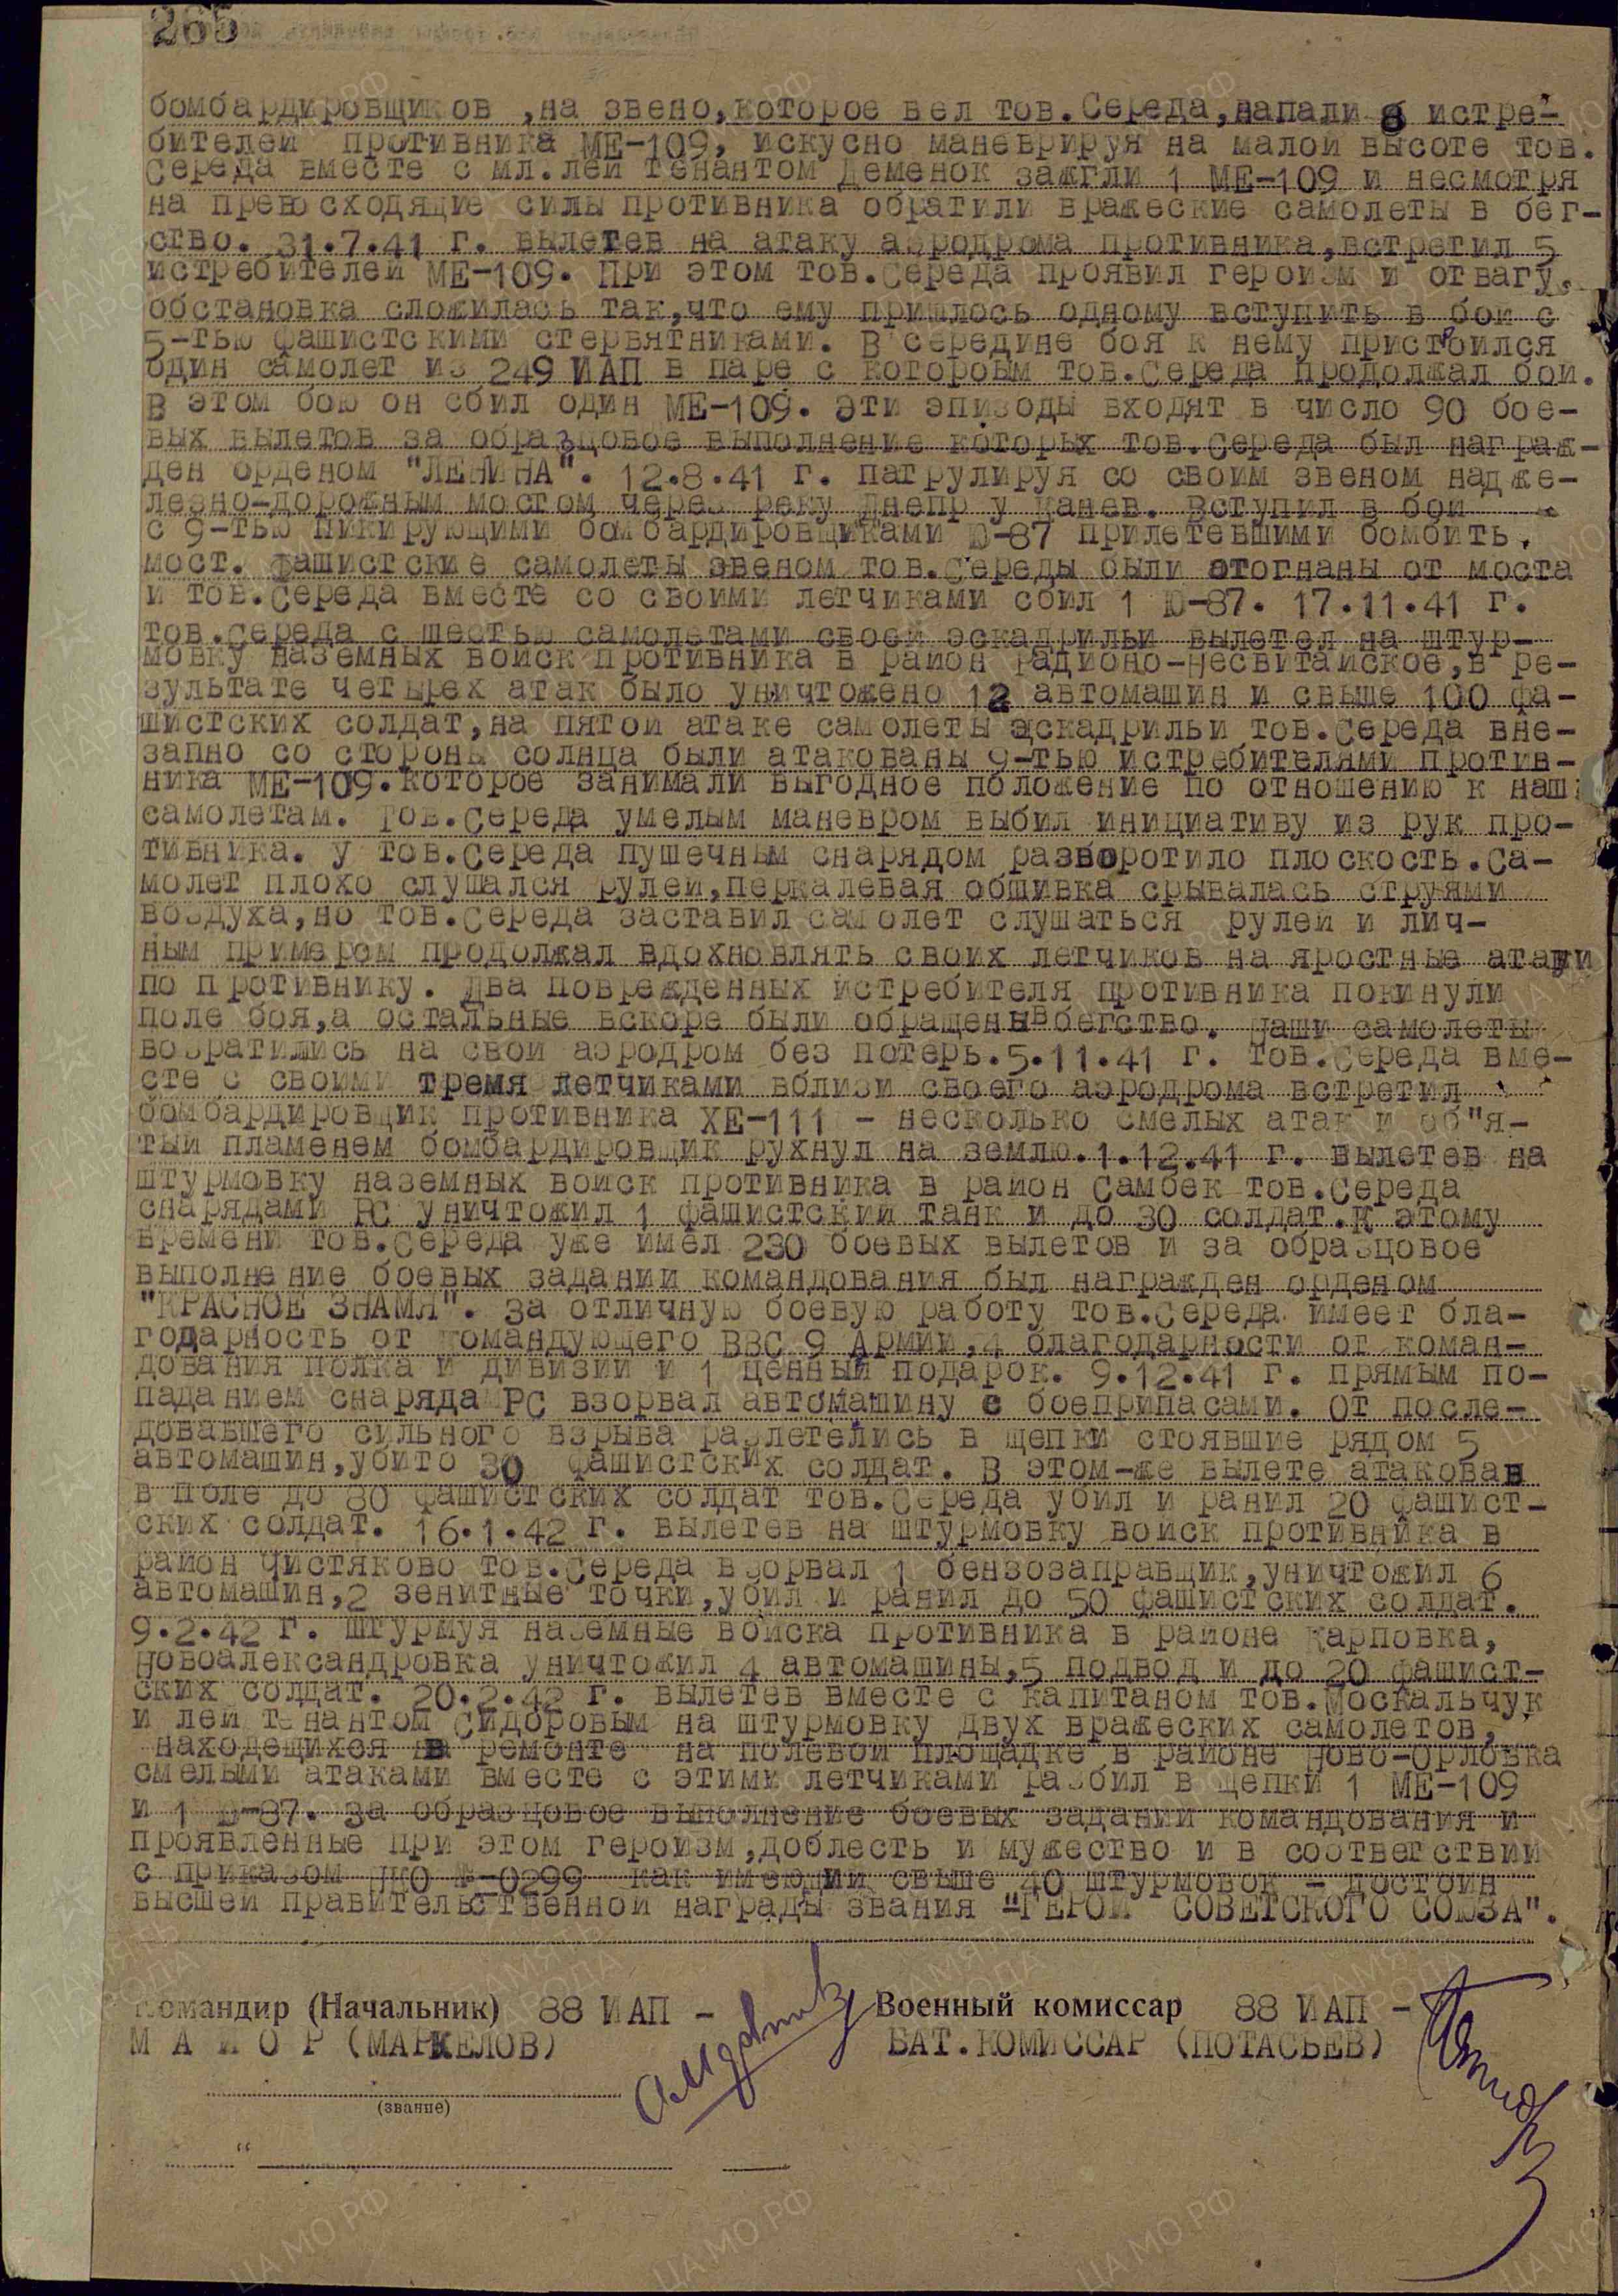 265
бомбардировщиков ,на звено,которое вел тов.Середа,напали 8 истре-
бителей противника МЕ-109, искусно маневрируя на малой высоте тов.
Середа вместе с мл.лейтенантом Деменок зажгли 1 МЕ-109 и несмотря
на превосходящие силы противника обратили вражеские самолеты в бег-
ство. 31.7.41 г. вылетев на атаку аэродрома противника,встретил 5
истребителей МЕ-109. При этом тов.Середа проявил героизм и отвагу,
обстановка сложилась так,что ему пришлось одному вступить в бой с
5-тью фашистскими стервятниками. В середине боя к нему пристроился
один самолет из 249 ИАП в паре с которовым тов.Середа продолжал бой.
В этом бою он сбил один МЕ-109. Эти эпизоды входят в число 90 бое-
вых вылетов за образцовое выполнение которых тов.Середа был награж-
ден орденом "ЛЕНИНА". 12.8.41 г. патрулируя со своим звеном над же-
лезно-дорожным мостом через реку Днепр у Канев. Вступил в бой
с 9-тью пикирующими бомбардировщиками Ю-87 прилетевшими бомбить
мост. Фашистские самолеты звеном тов.Середы были отогнаны от моста
и тов.Середа вместе со своими летчиками сбил 1 Ю-87. 17.11.41 г.
тов.Середа с шестью самолетами своей эскадрильи вылетел на штур-
мовку наземных войск противника в район Радионо-Несвитайское,в ре-
зультате четырех атак было уничтожено 12 автомашин и свыше 100 фа-
шистских солдат,на пятой атаке самолеты эскадрильи тов.Середа вне-
запно со стороны солнца были атакованы 9-тью истребителями против-
ника МЕ-109.Которое занимали выгодное положение по отношению к наш
самолетам. Тов.Середа умелым маневром выбил инициативу из рук про-
тивника. У тов.Середа пушечным снарядом разворотило плоскость.Са-
молет плохо слушался рулей,перкалевая обшивка срывалась струями
воздуха,но тов.Середа заставил самолет слушаться рулей и лич-
ным примером продолжал вдохновлять своих летчиков на яростные атаки
по противнику. Два поврежденных истребителя противника покинули
поле боя,а остальные вскоре были обращены в бегство. Наши самолеты
возратились на свой аэродром без потерь.5.11.41 г. тов.Середа вме-
сте с своими тремя летчиками вблизи своего аэродрома встретил
бомбардировщик противника ХЕ-111 - несколько смелых атак и об"я-
тый пламенем бомбардировщик рухнул на землю.1.12.41 г. вылетев на
штурмовку наземных войск противника в район Самбек тов.Середа
снарядами РС уничтожил 1 фашистский танк и до 30 солдат.К этому
времени тов.Середа уже имел 230 боевых вылетов и за образцовое
выполнение боевых заданий командования был награжден орденом
"КРАСНОЕ ЗНАМЯ". За отличную боевую работу тов.Середа имеет бла-
годарность от командующего ВВС 9 Армии,4 благодарности от коман-
дования полка и дивизии и 1 ценный подарок. 9.12.41 г. прямым по-
паданием снаряда РС взорвал автомашину с боеприпасами. От после-
довавшего сильного взрыва разлетелись в щепки стоявшие рядом 5
автомашин,убито 30 фашистских солдат. В этом-же вылете атакован
в поле до 80 фашистских солдат тов.Середа убил и ранил 20 фашист-
ских солдат. 16.1.42 г. вылетев на штурмовку войск противника в
район Чистяково тов.Середа взорвал 1 бензозаправщик,уничтожил 6
автомашин,2 зенитные точки,убил и ранил до 50 фашистских солдат.
9.2.42 г. штурмуя наземные войска противника в районе Карповка,
Новоалександровка уничтожил 4 автомашины,5 подвод и до 20 фашист-
ских солдат. 20.2.42 г. вылетев вместе с капитаном тов.Москальчук
и лейтенантом Сидоровым на штурмовку двух вражеских самолетов,
находещихся на ремонте на полевой площадке в районе Ново-Орловка
смелыми атаками вместе с этими летчиками разбил в щепки 1 МЕ-109
и 1 Ю-87. За образцовое выполнение боевых заданий командования и
проявленные при этом героизм,доблесть и мужество и в соответствии
с приказом НКО №-0299 как имеющий свыше 40 штурмовок - достоин
высшей правительственной награды звания "ГЕРОЙ СОВЕТСКОГО СОЮЗА".
Командир (Начальник) 88 ИАП - Военный комиссар 88 ИАП -
М А Й О Р (МАРКЕЛОВ) БАТ.КОМИССАР (ПОТАСЬЕВ)
(звание)